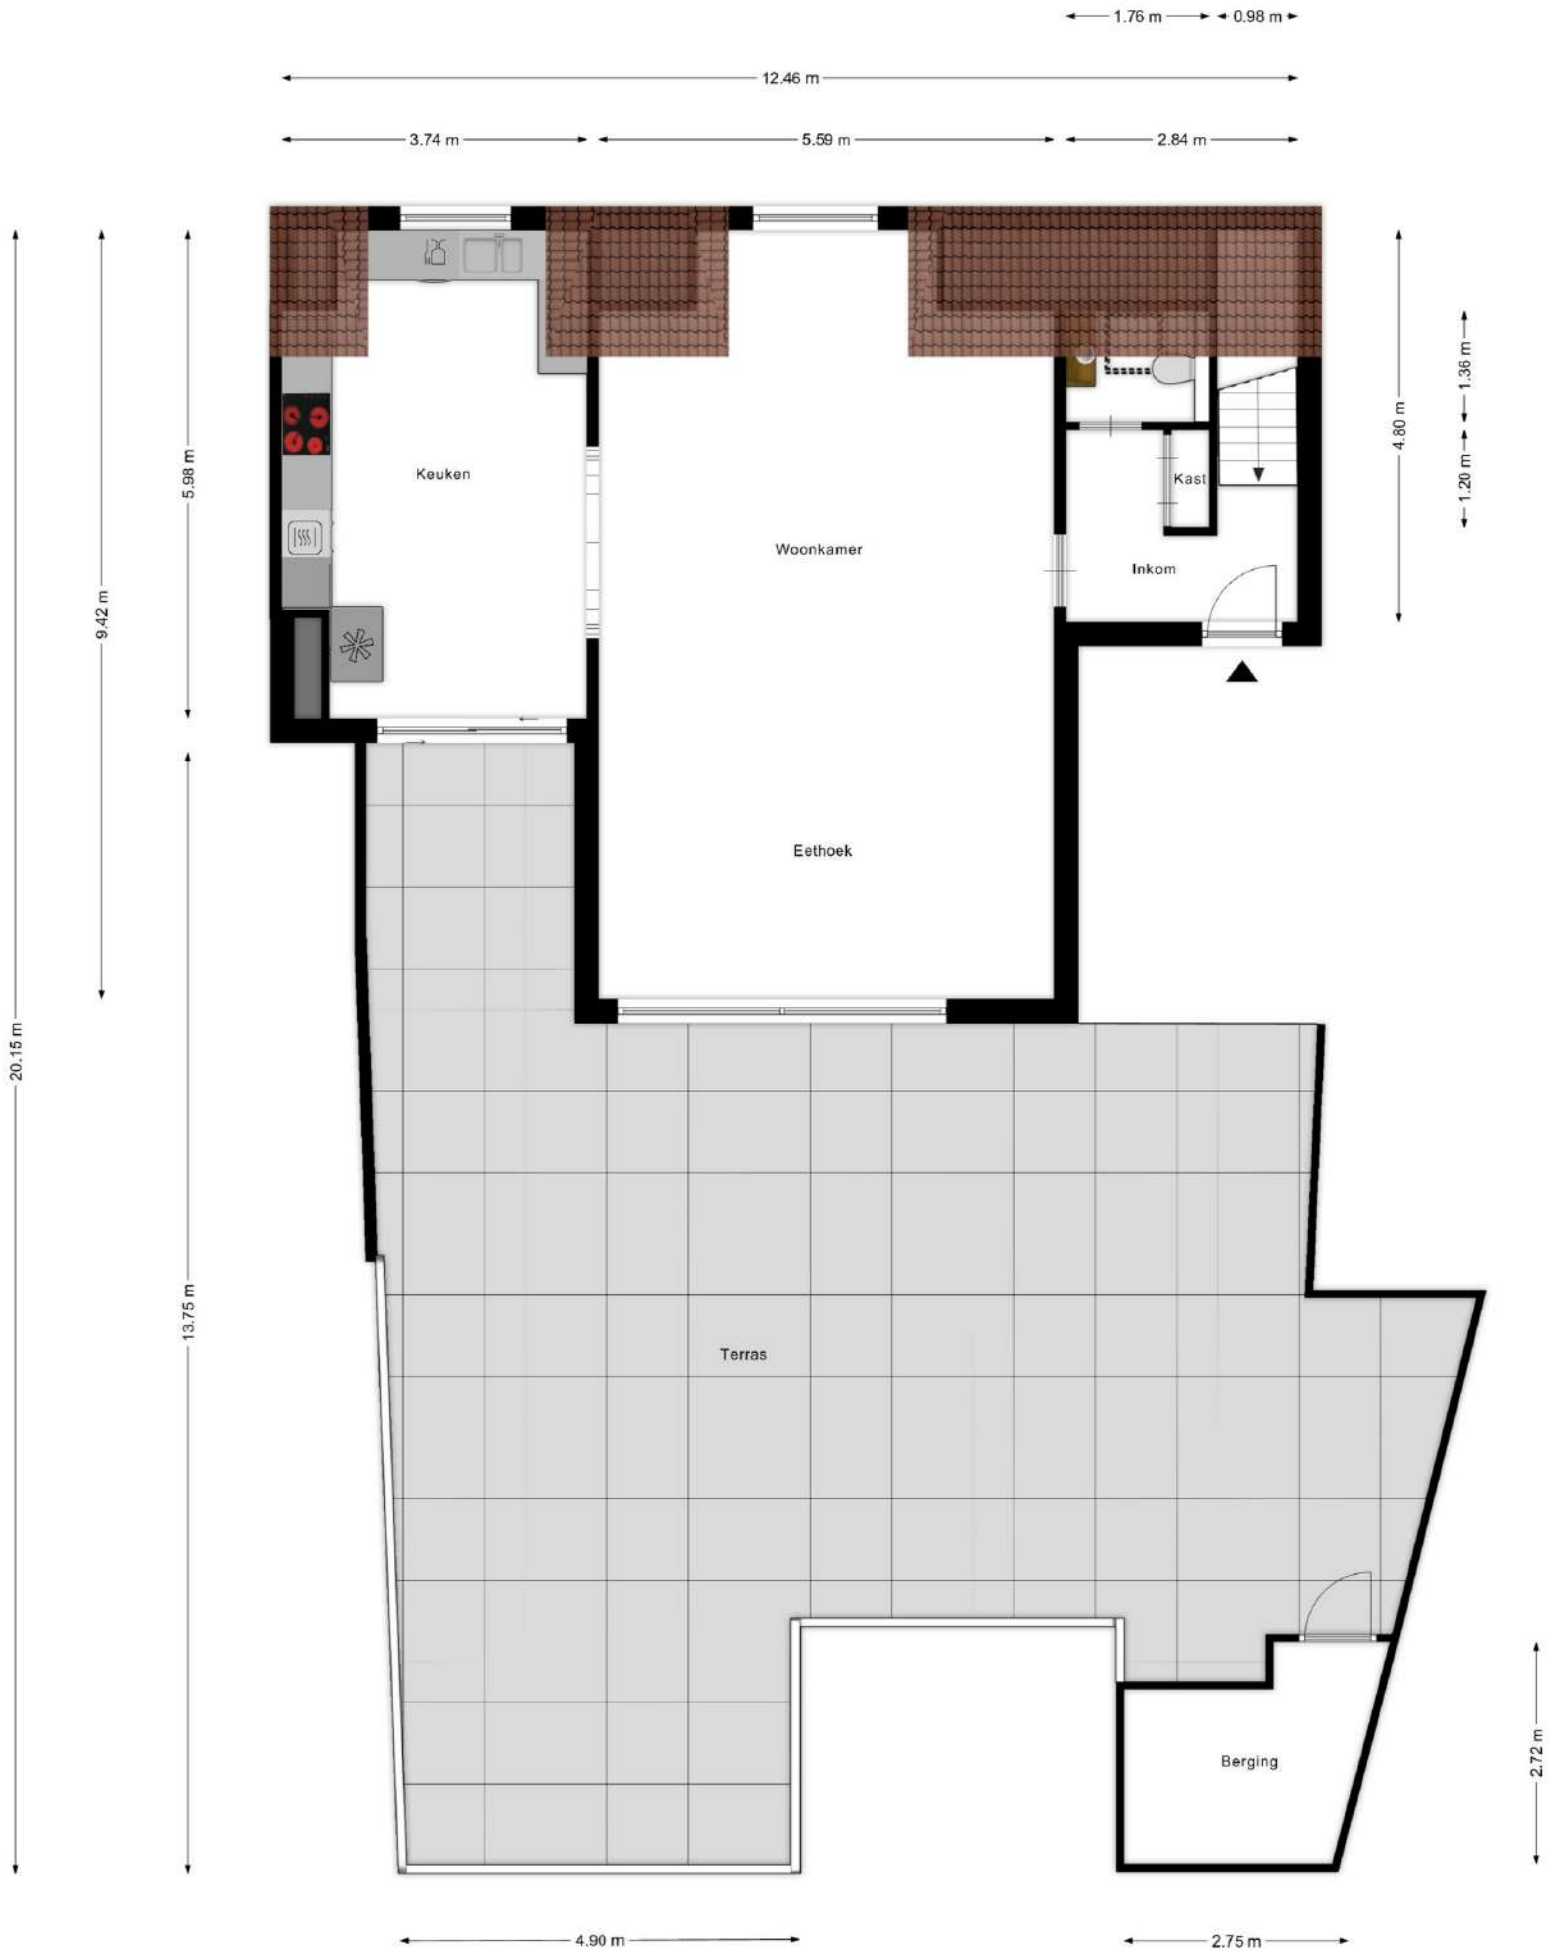 1.76 m
0.98 m
12.46 m
3.74 m
5.59 m
2.84 m
1.36 m
4.80 m
5.98 m
1.20 m
Keuken
Kast
Woonkamer
Inkom
9.42 m
Eethoek
20.15 m
13.75 m
Terras
2.72 m
Berging
4.90 m
2.75 m